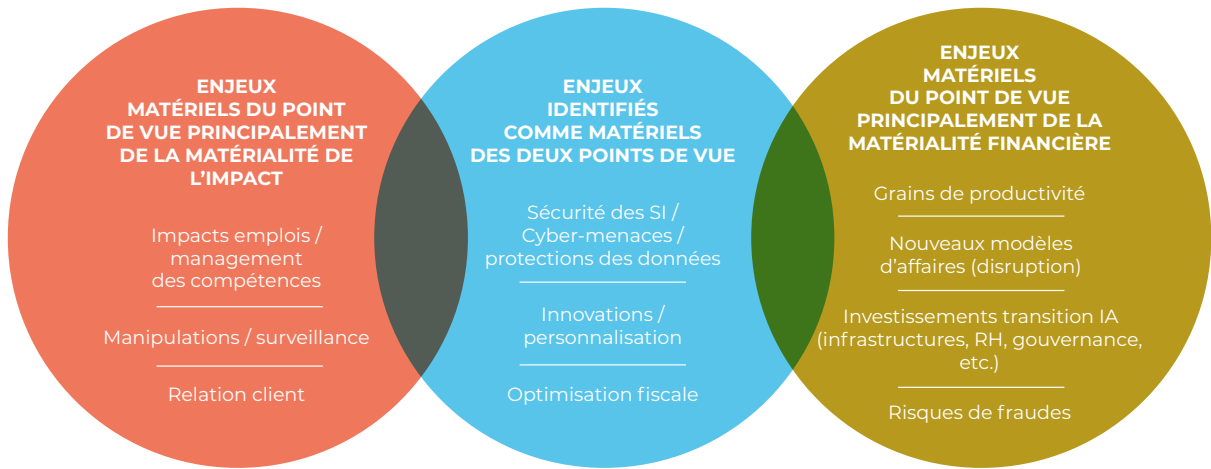 ENJEUX
MATÉRIELS DU POINT
DE VUE PRINCIPALEMENT
DE LA MATÉRIALITÉ DE
L’IMPACT
Impacts emplois /
management
des compétences
Manipulations / surveillance
Relation client
ENJEUX
IDENTIFIÉS
COMME MATÉRIELS
DES DEUX POINTS DE VUE
Sécurité des SI /
Cyber-menaces /
protections des données
Innovations /
personnalisation
Optimisation fiscale
ENJEUX
MATÉRIELS
DU POINT DE VUE
PRINCIPALEMENT DE LA
MATÉRIALITÉ FINANCIÈRE
Grains de productivité
Nouveaux modèles
d’affaires (disruption)
Investissements transition IA
(infrastructures, RH, gouvernance,
etc.)
Risques de fraudes